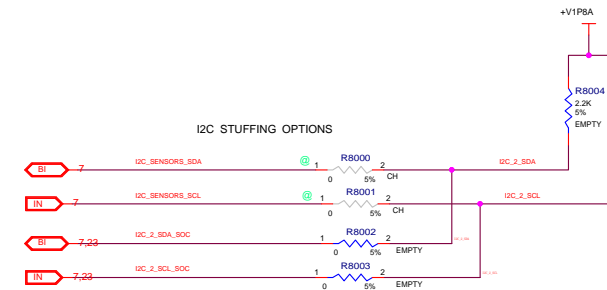 +V1P8A
R8004
2.2K
5%
EMPTY
I2C STUFFING OPTIONS
BI 7 I2C_SENSORS_SDA @ 1 R8000 2 I2C_2_SDA
0 5% CH
IN 7 I2C_SENSORS_SCL @ 1 R8001 2 I2C_2_SCL
0 5% CH
BI 7,23 I2C_2_SDA_SOC 1 R8002 2
0 5% EMPTY
IN 7,23 I2C_2_SCL_SOC 1 R8003 2
0 5% EMPTY